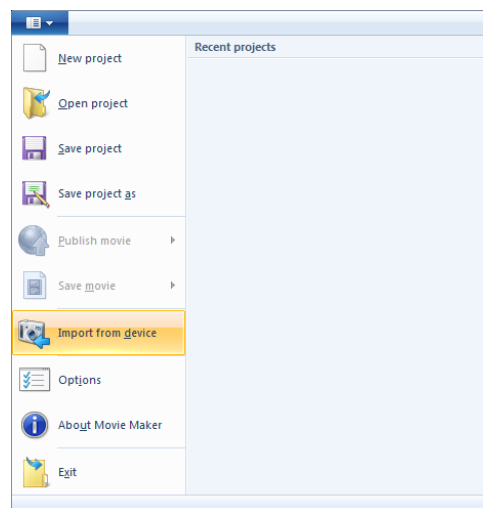 Recent projects
New project
Open project
Save project
Save project as
Publish movie
Save movie
Import from device
Options
About Movie Maker
Exit